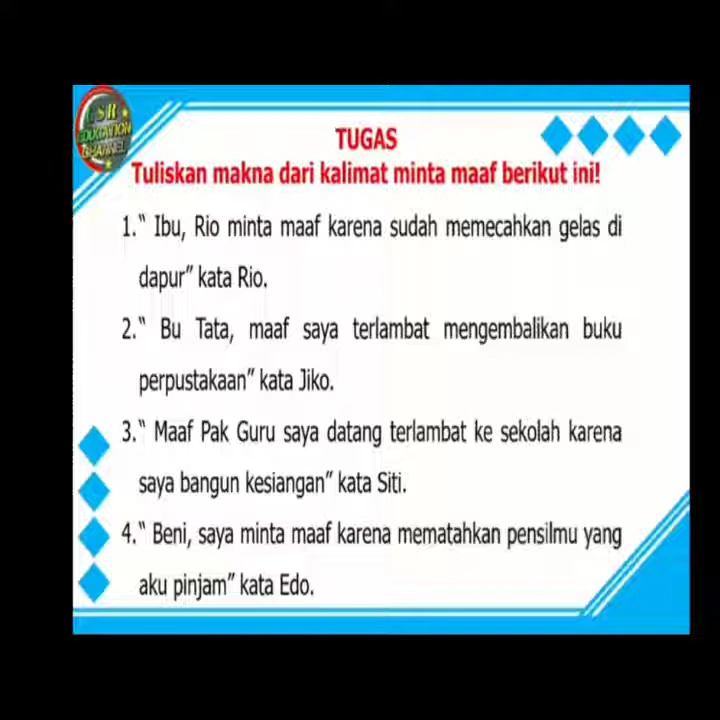 GSR
EDUCATION
CHANNEL
TUGAS
Tuliskan makna dari kalimat minta maaf berikut ini!
1.“ Ibu, Rio minta maaf karena sudah memecahkan gelas di
dapur” kata Rio.
2.“ Bu Tata, maaf saya terlambat mengembalikan buku
perpustakaan” kata Jiko.
3.“ Maaf Pak Guru saya datang terlambat ke sekolah karena
saya bangun kesiangan” kata Siti.
4.“ Beni, saya minta maaf karena mematahkan pensilmu yang
aku pinjam” kata Edo.